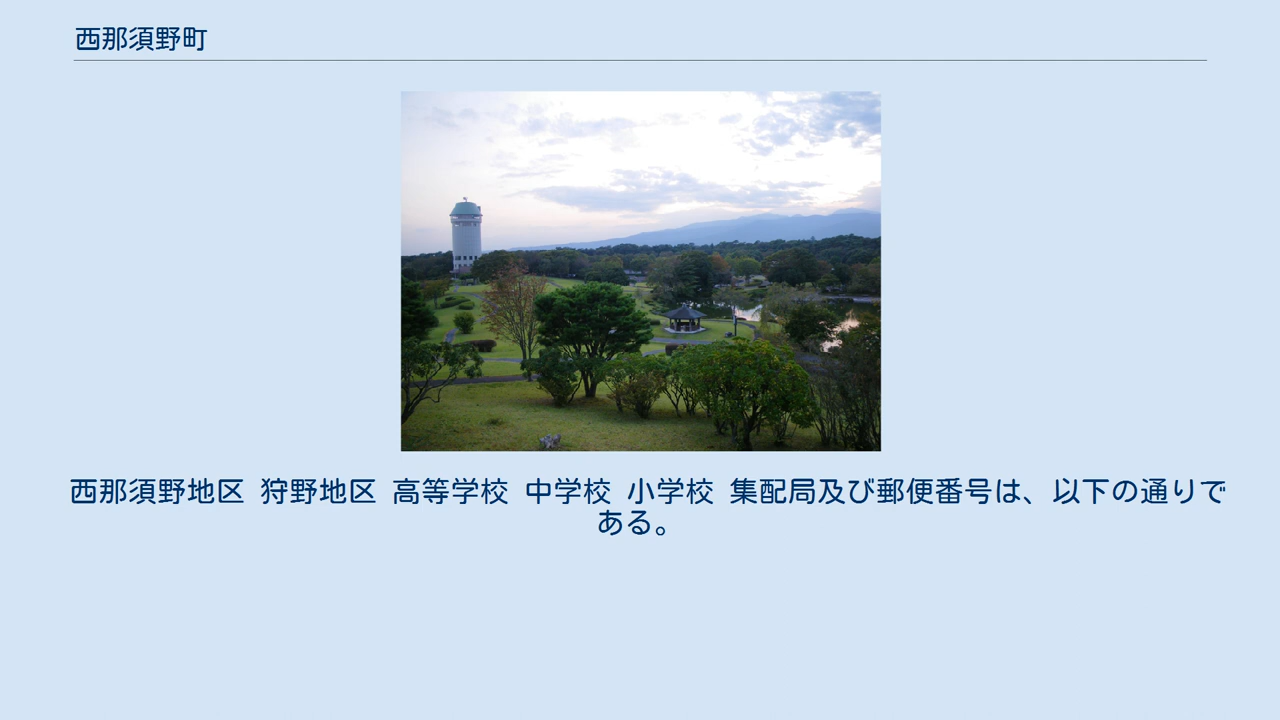 西那須野町
西那須野地区 狩野地区 高等学校 中学校 小学校 集配局及び郵便番号は、以下の通りで
ある。